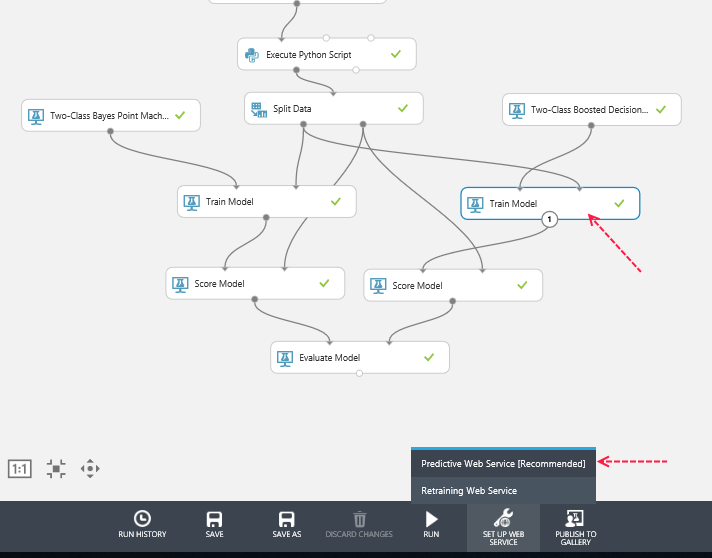 Execute Python Script
Split Data
Two-Class Bayes Point Mach...
Two-Class Boosted Decision...
Train Model
Train Model
1
Score Model
Score Model
Evaluate Model
1:1
Predictive Web Service [Recommended]
Retraining Web Service
RUN HISTORY
SAVE
SAVE AS
DISCARD CHANGES
RUN
SET UP WEB
SERVICE
PUBLISH TO
GALLERY